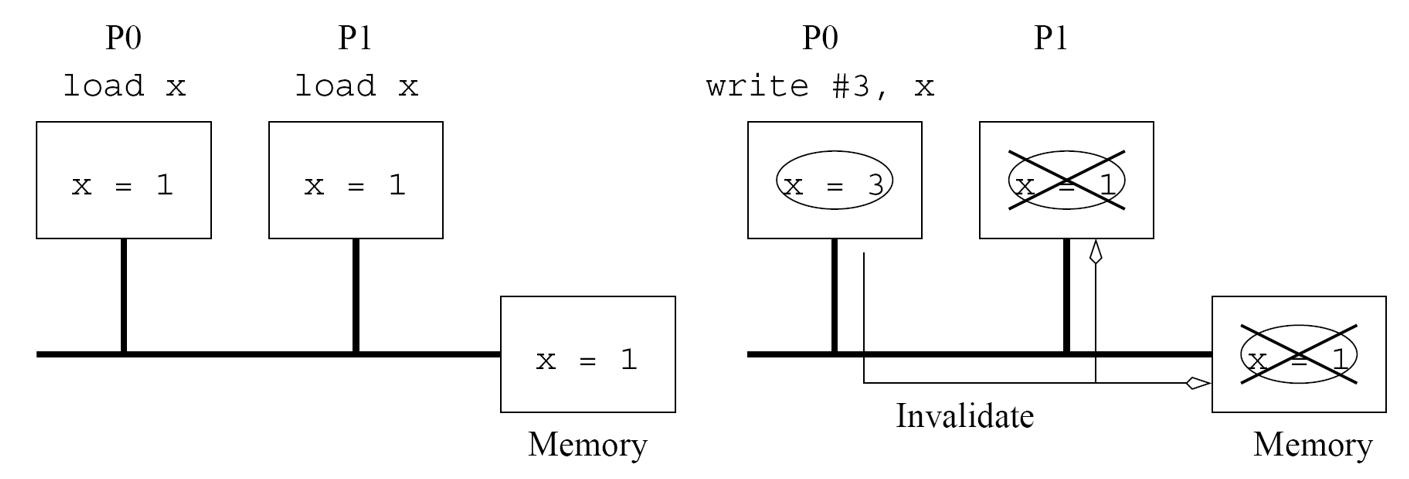 P0 P1
load x load x
x = 1 x = 1
x = 1
Memory
P0 P1
write #3, x
x = 3 x = 1
x = 1
Invalidate
Memory